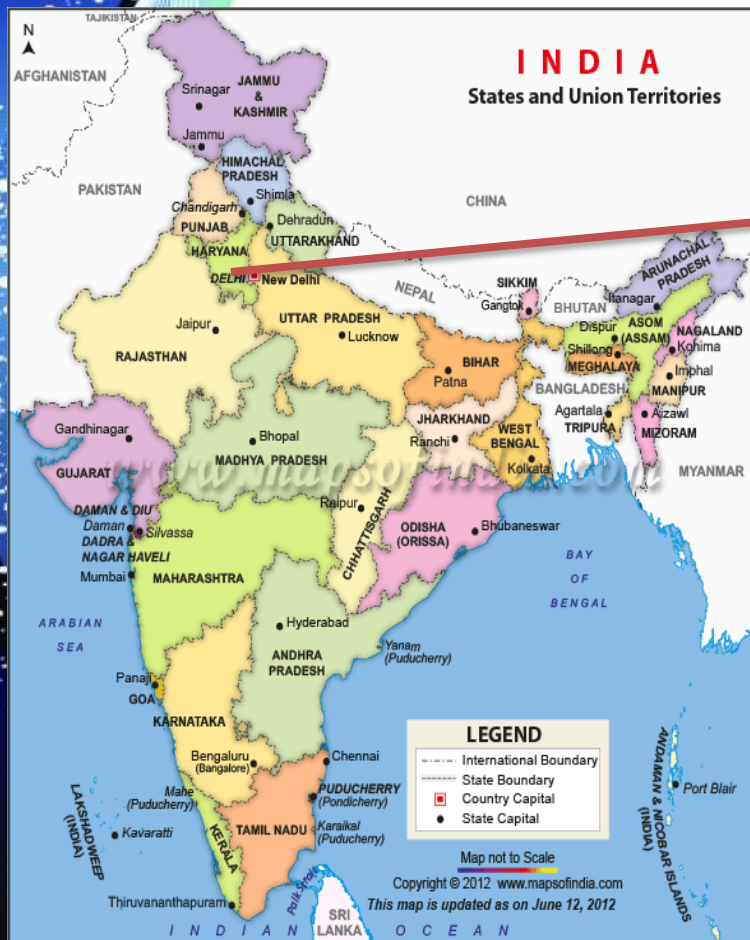 TAJIKISTAN
N
AFGHANISTAN
INDIA
States and Union Territories
JAMMU
&
KASHMIR
Srinagar
Jammu
HIMACHAL
PRADESH
PAKISTAN
Shimla
CHINA
Chandigarh
PUNJAB
Dehradun
UTTARAKHAND
HARYANA
DELHI
New Delhi
ARUNACHAL
PRADESH
SIKKIM
NEPAL
Gangtok
BHUTAN
Itanagar
Jaipur
UTTAR PRADESH
Lucknow
Dispur
ASOM
(ASSAM)
NAGALAND
Kohima
RAJASTHAN
BIHAR
Shillong
MEGHALAYA
Patna
Imphal
MANIPUR
BANGLADESH
Gandhinagar
Bhopal
JHARKHAND
Ranchi
WEST
BENGAL
Agartala
TRIPURA
Aizawl
MIZORAM
GUJARAT
MADHYA PRADESH
Kolkata
MYANMAR
www.mapsofindia.com
DAMAN & DIU
Daman
Silvassa
DADRA &
NAGAR HAVELI
Raipur
CHHATTISGARH
ODISHA
(ORISSA)
Bhubaneswar
Mumbai
MAHARASHTRA
BAY
OF
BENGAL
ARABIAN
SEA
Hyderabad
ANDHRA
PRADESH
Yanam
(Puducherry)
Panaji
GOA
KARNATAKA
Bengaluru
(Bangalore)
Chennai
Mahe
(Puducherry)
PUDUCHERRY
(Pondicherry)
LAKSHADWEEP
(INDIA)
Kavaratti
KERALA
TAMIL NADU
Karaikal
(Puducherry)
Thiruvananthapuram
Palk Strait
SRI
LANKA
INDIAN OCEAN
LEGEND
International Boundary
State Boundary
Country Capital
State Capital
ANDAMAN & NICOBAR ISLANDS
(INDIA)
Port Blair
Map not to Scale
Copyright © 2012 www.mapsofindia.com
This map is updated as on June 12, 2012